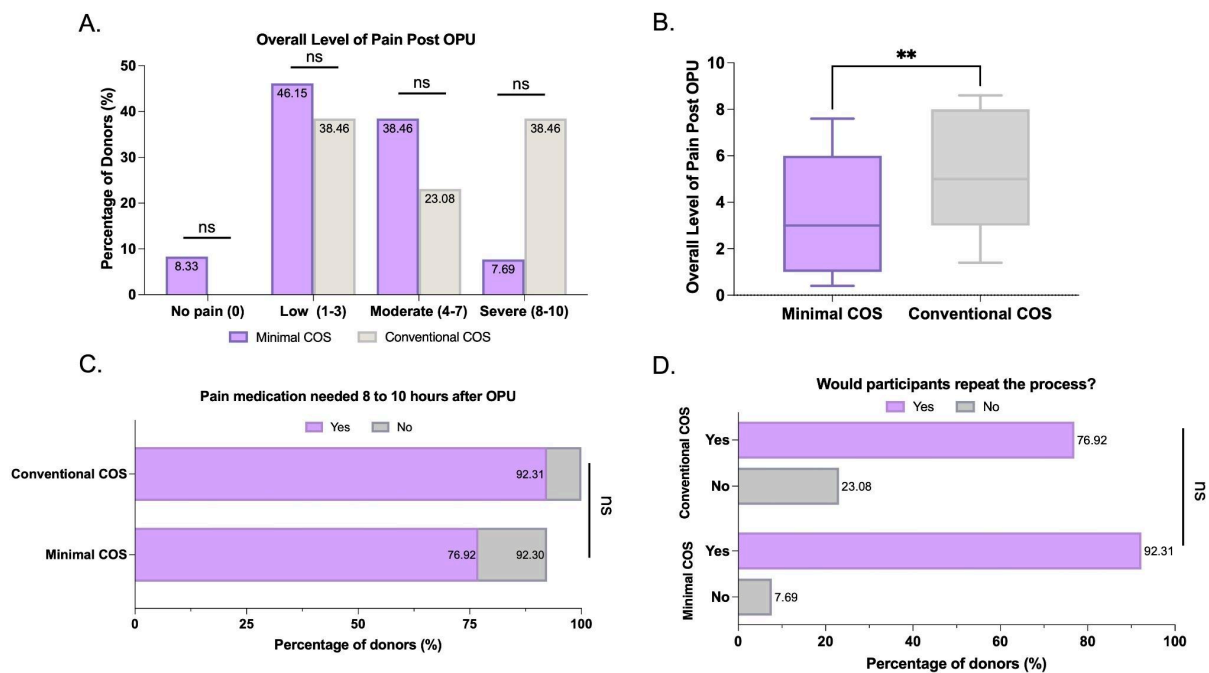 A.
Overall Level of Pain Post OPU
ns
ns
ns
ns
50
40
30
20
10
0
Percentage of Donors (%)
8.33
46.15
38.46
38.46
23.08
7.69
38.46
No pain (0) Low (1-3) Moderate (4-7) Severe (8-10)
Minimal COS Conventional COS
B.
**
10
8
6
4
2
0
Overall Level of Pain Post OPU
Minimal COS Conventional COS
C.
Pain medication needed 8 to 10 hours after OPU
Yes No
Conventional COS 92.31
Minimal COS 76.92 92.30
ns
0 25 50 75 100
Percentage of donors (%)
D.
Would participants repeat the process?
Yes No
Conventional COS
Yes 76.92
No 23.08
Minimal COS
Yes 92.31
No 7.69
ns
0 20 40 60 80 100
Percentage of donors (%)